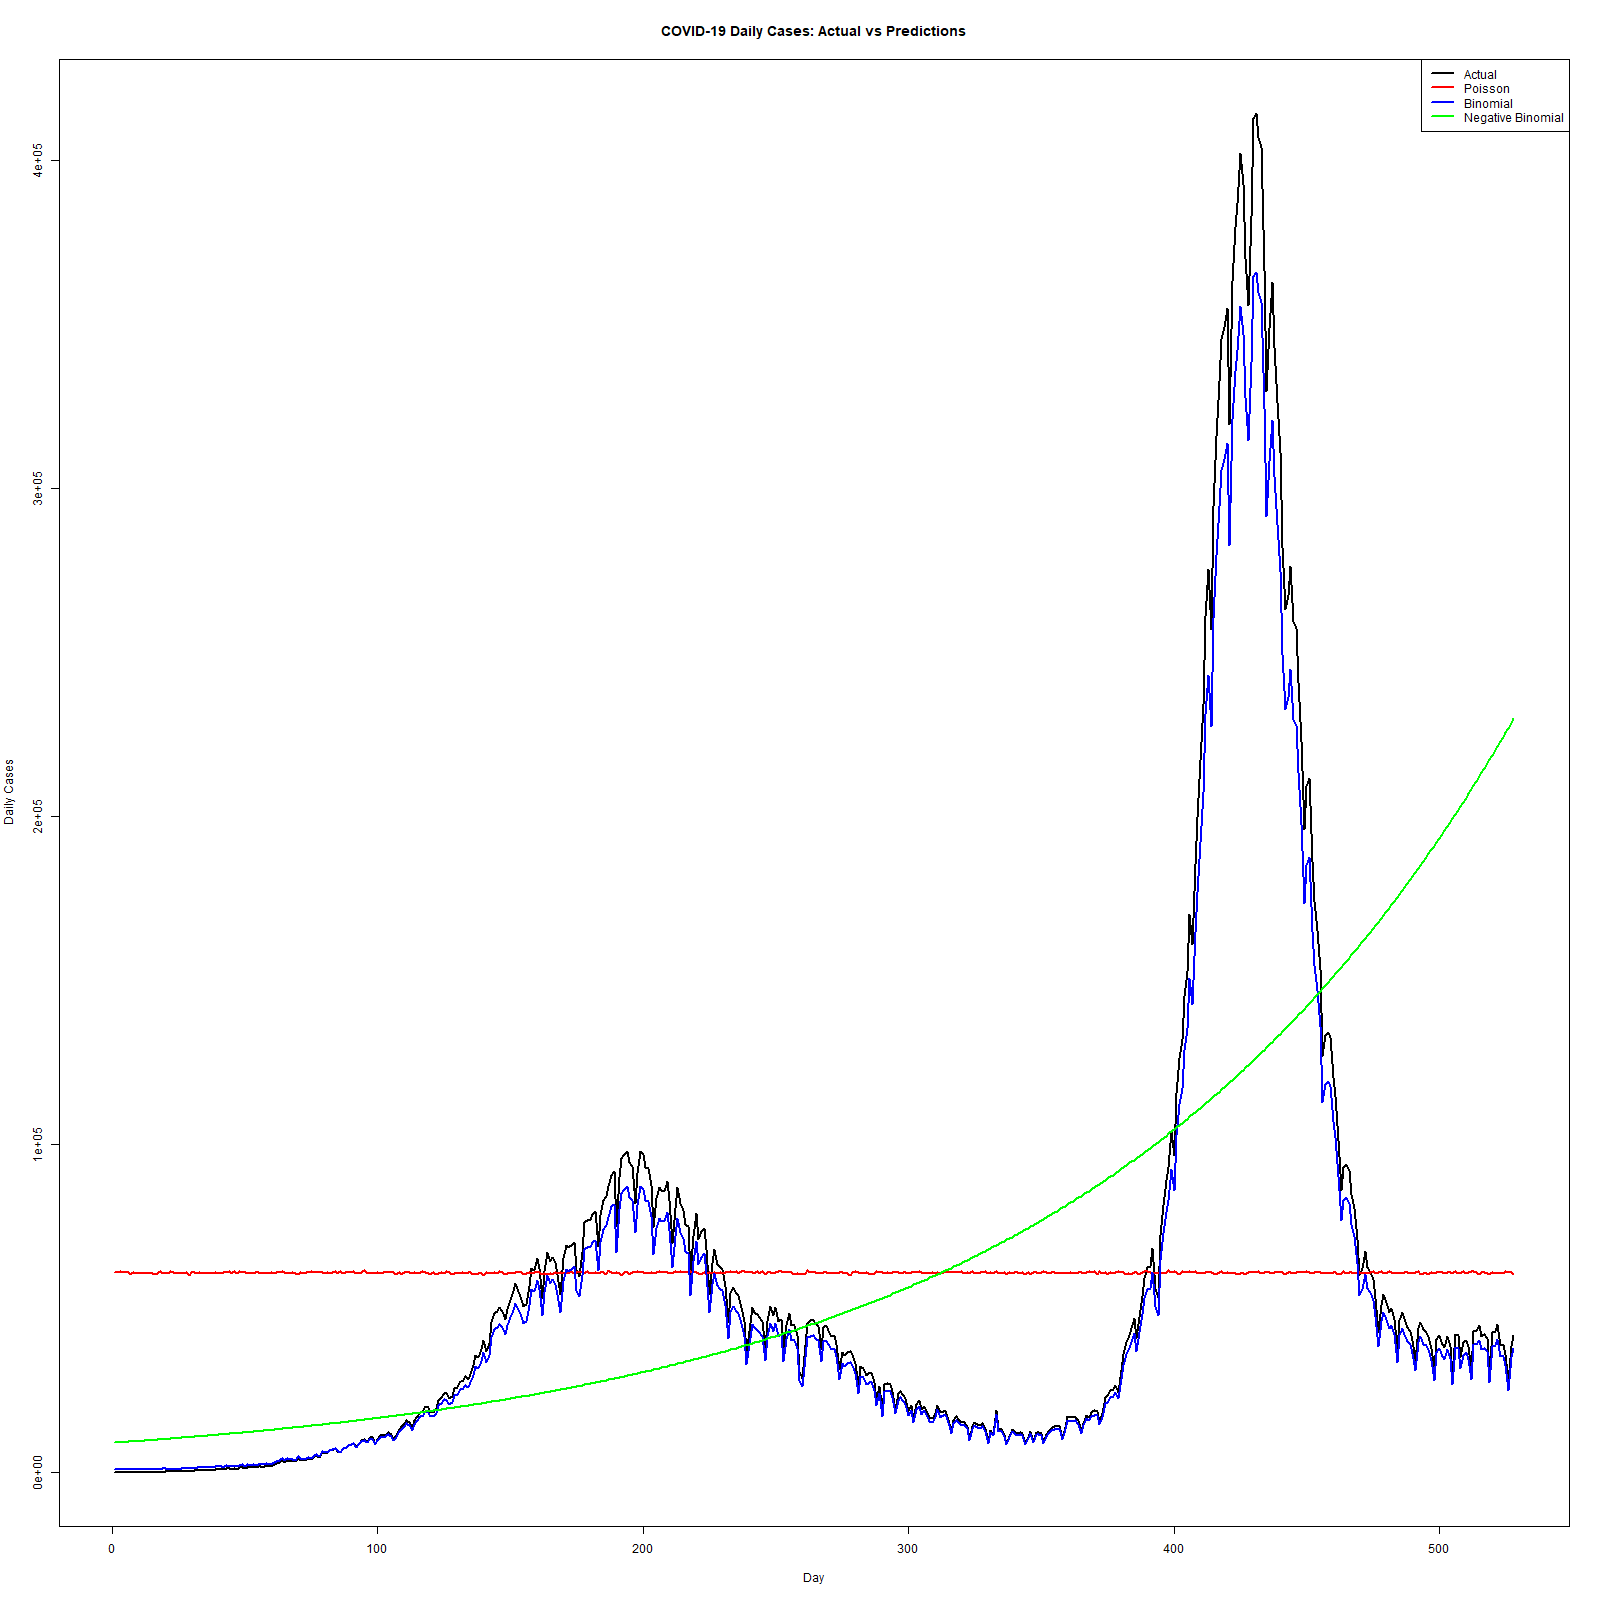 COVID-19 Daily Cases: Actual vs Predictions
Actual
Poisson
Binomial
Negative Binomial
4e+05
3e+05
2e+05
1e+05
0e+00
Daily Cases
0 100 200 300 400 500
Day